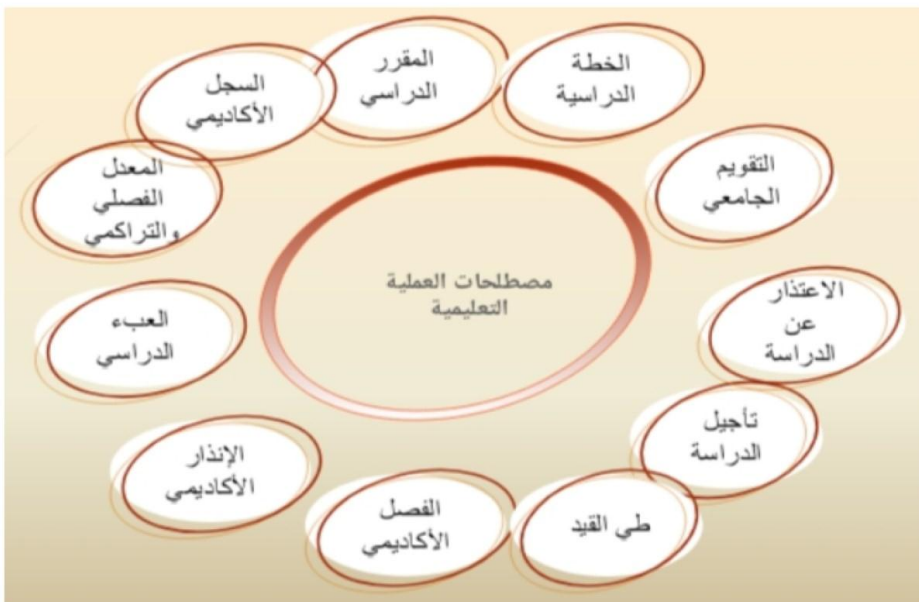 مصطلحات العملية
التعليمية
الخطة
الدراسية
المقرر
الدراسي
السجل
الأكاديمي
المعدل
الفصلي
والتراكمي
العبء
الدراسي
الإنذار
الأكاديمي
الفصل
الأكاديمي
طي القيد
تأجيل
الدراسة
الاعتذار
عن
الدراسة
التقويم
الجامعي